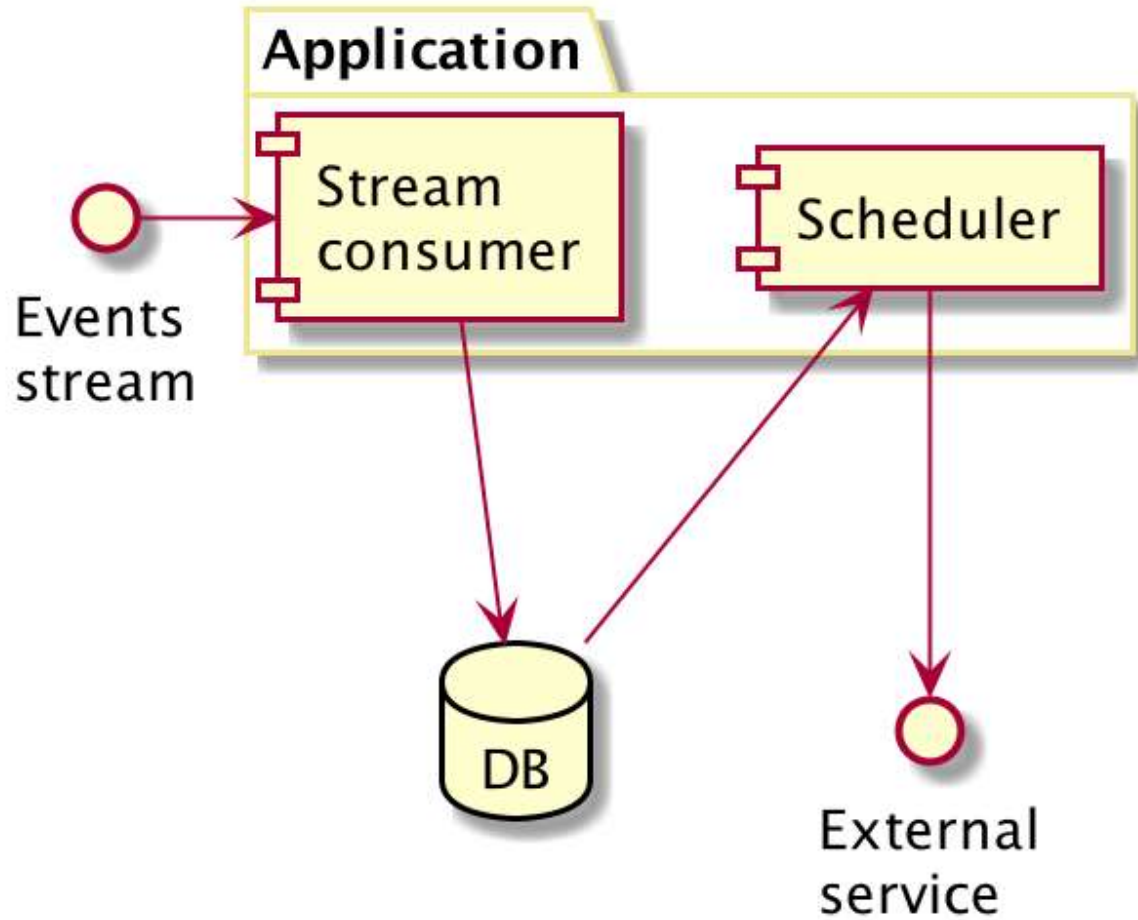 Application
Stream
consumer
Scheduler
Events
stream
DB
External
service